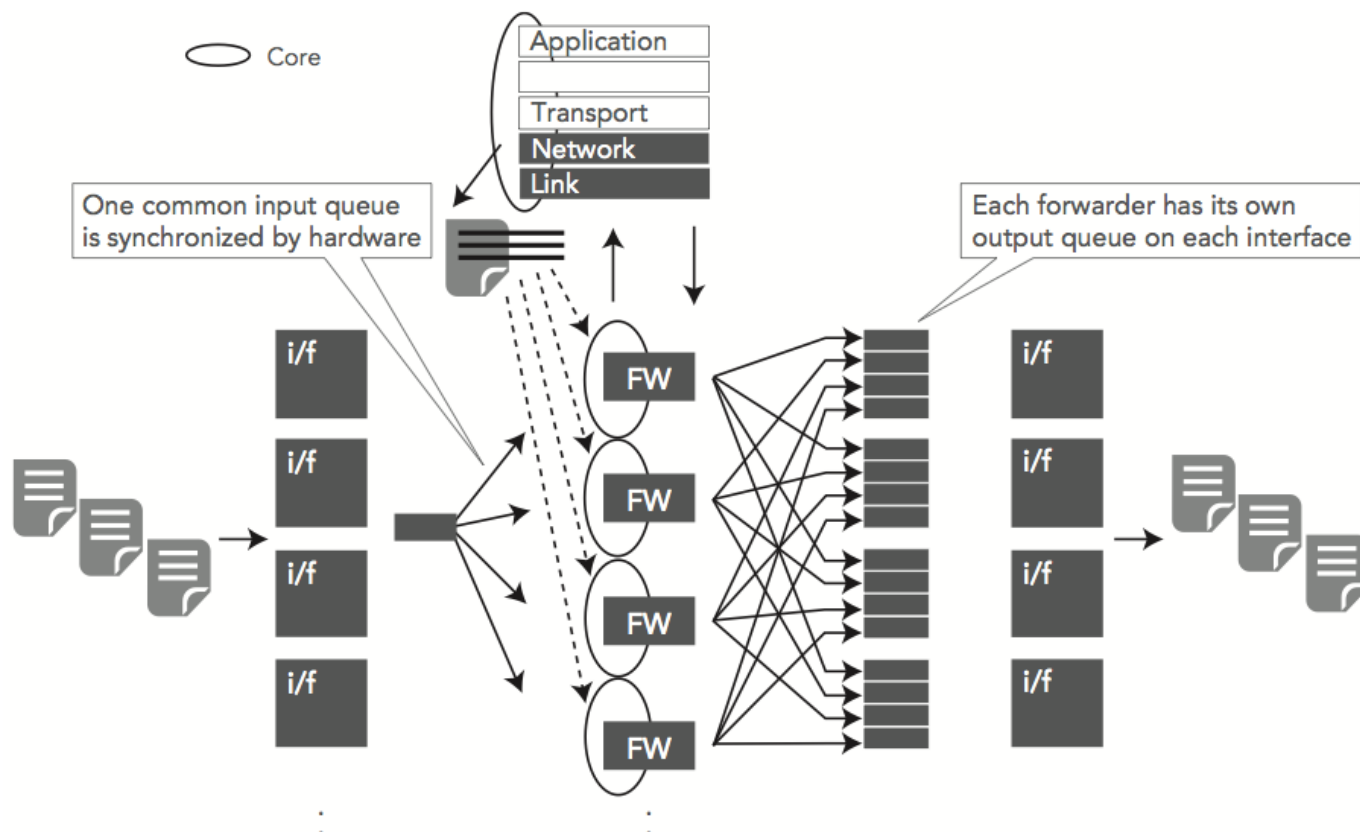 Core
Application
Transport
Network
Link
One common input queue
is synchronized by hardware
Each forwarder has its own
output queue on each interface
i/f
i/f
i/f
i/f
FW
FW
FW
FW
i/f
i/f
i/f
i/f